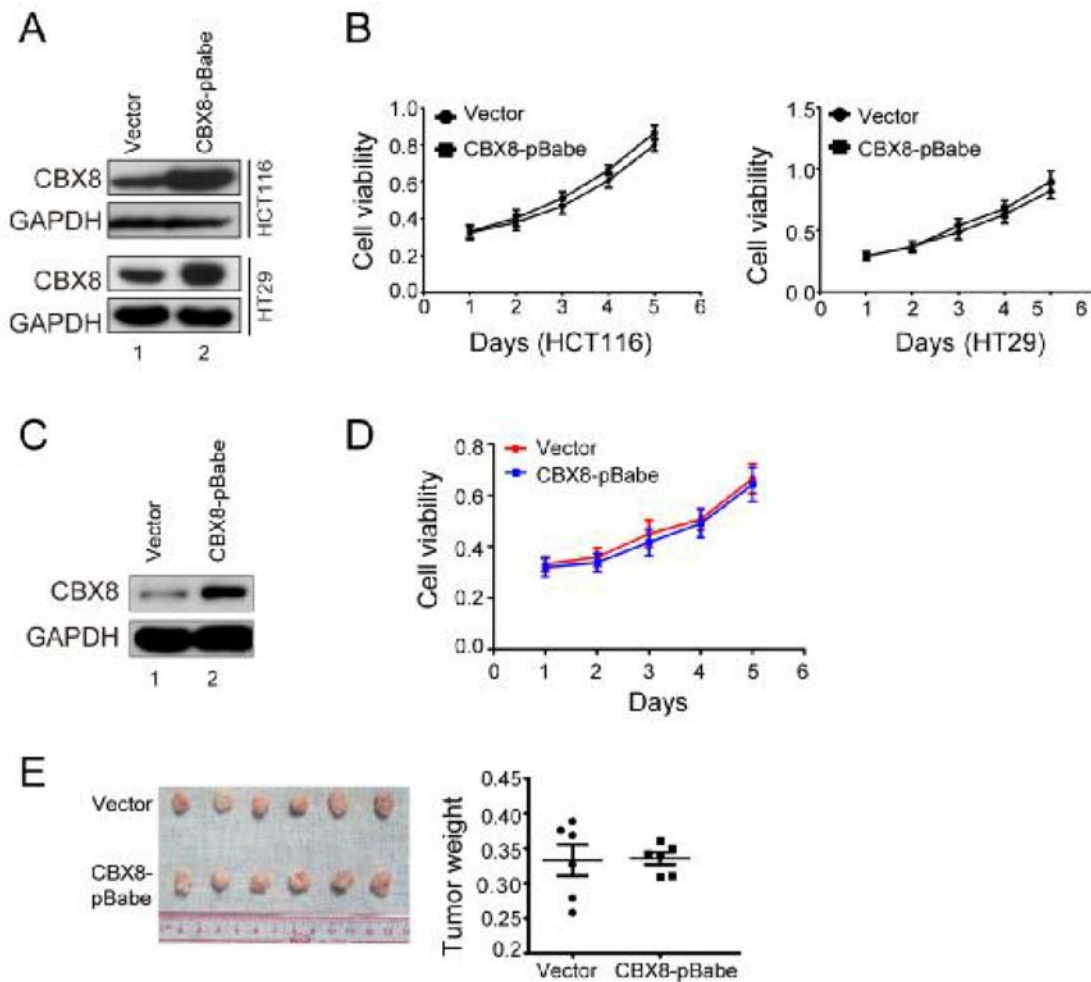 A
Vector
CBX8-pBabe
CBX8
GAPDH
HCT116
CBX8
GAPDH
HT29
1 2
B
Vector
CBX8-pBabe
Cell viability
1.0
0.8
0.6
0.4
0.2
0.0
0 1 2 3 4 5 6
Days (HCT116)
Vector
CBX8-pBabe
Cell viability
1.5
1.0
0.5
0.0
0 1 2 3 4 5 6
Days (HT29)
C
Vector
CBX8-pBabe
CBX8
GAPDH
1 2
D
Vector
CBX8-pBabe
Cell viability
0.8
0.6
0.4
0.2
0.0
0 1 2 3 4 5 6
Days
E
Vector
CBX8-
pBabe
Tumor weight
0.45
0.40
0.35
0.30
0.25
0.2
Vector CBX8-pBabe